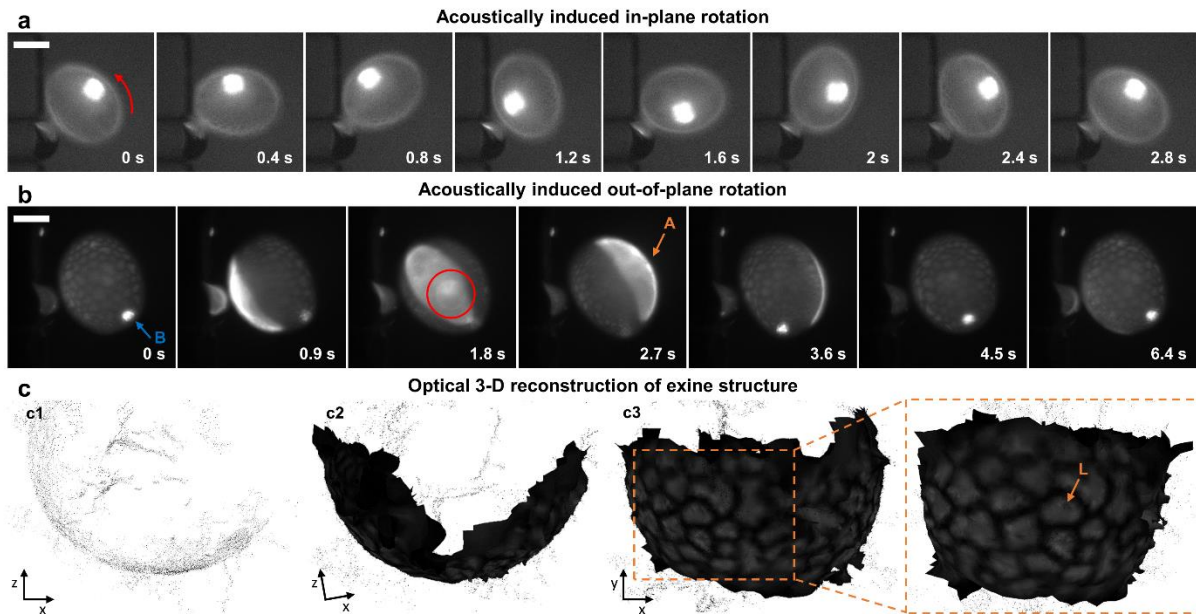 a Acoustically induced in-plane rotation
0 s 0.4 s 0.8 s 1.2 s 1.6 s 2 s 2.4 s 2.8 s
b Acoustically induced out-of-plane rotation
A
B
0 s 0.9 s 1.8 s 2.7 s 3.6 s 4.5 s 6.4 s
c Optical 3-D reconstruction of exine structure
c1 c2 c3
L
z z y
x x x